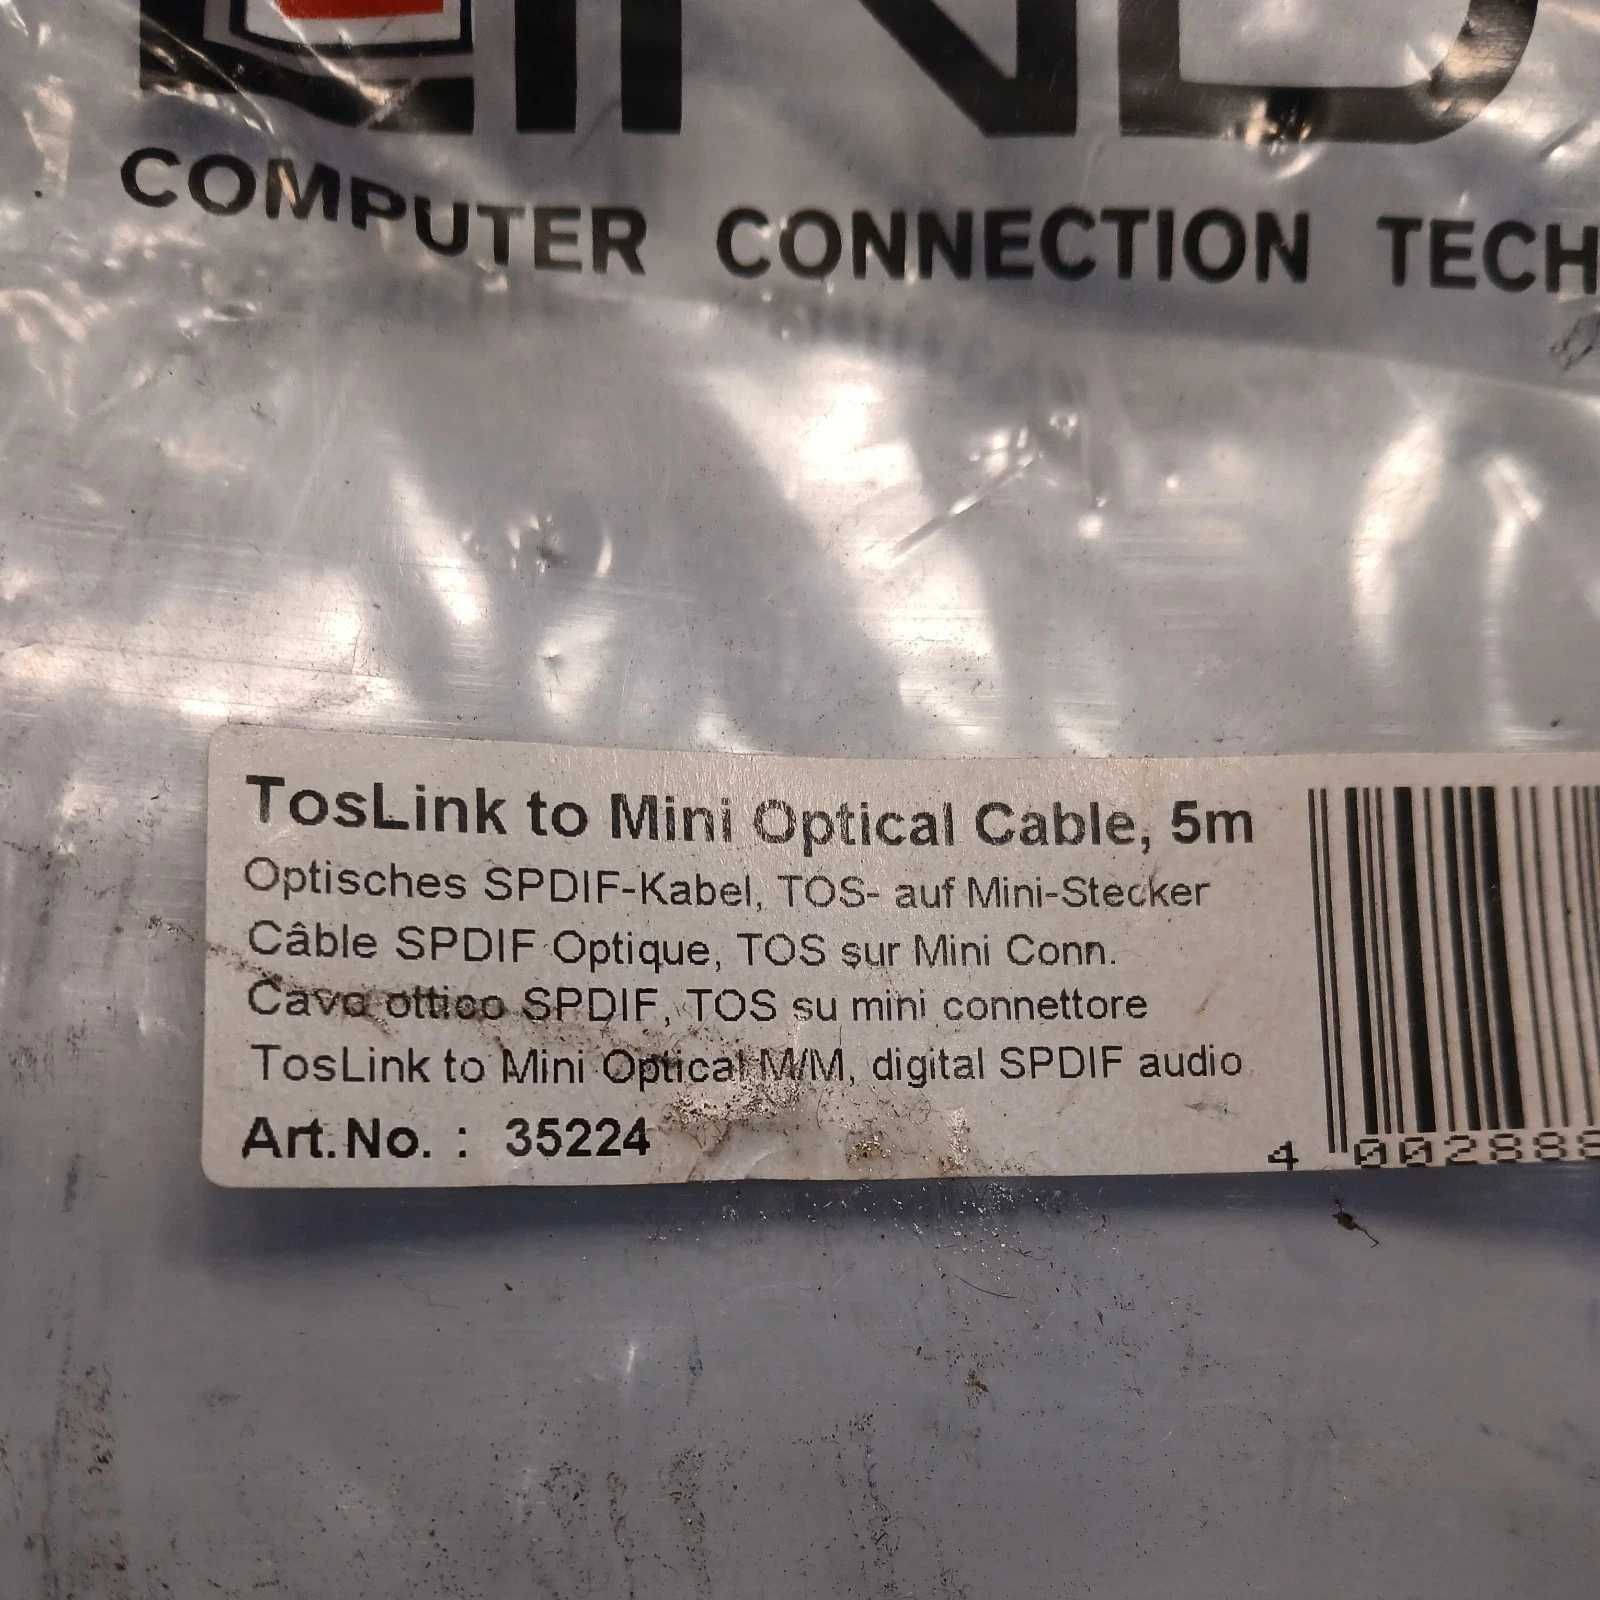 LIND
COMPUTER CONNECTION TECH
TosLink to Mini Optical Cable, 5m
Optisches SPDIF-Kabel, TOS- auf Mini-Stecker
Câble SPDIF Optique, TOS sur Mini Conn.
Cavo ottico SPDIF, TOS su mini connettore
TosLink to Mini Optical M/M, digital SPDIF audio
Art.No. : 35224
4 002888